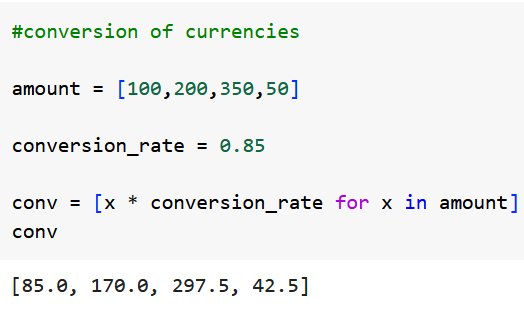 #conversion of currencies
amount = [100,200,350,50]
conversion_rate = 0.85
conv = [x * conversion_rate for x in amount]
conv
[85.0, 170.0, 297.5, 42.5]